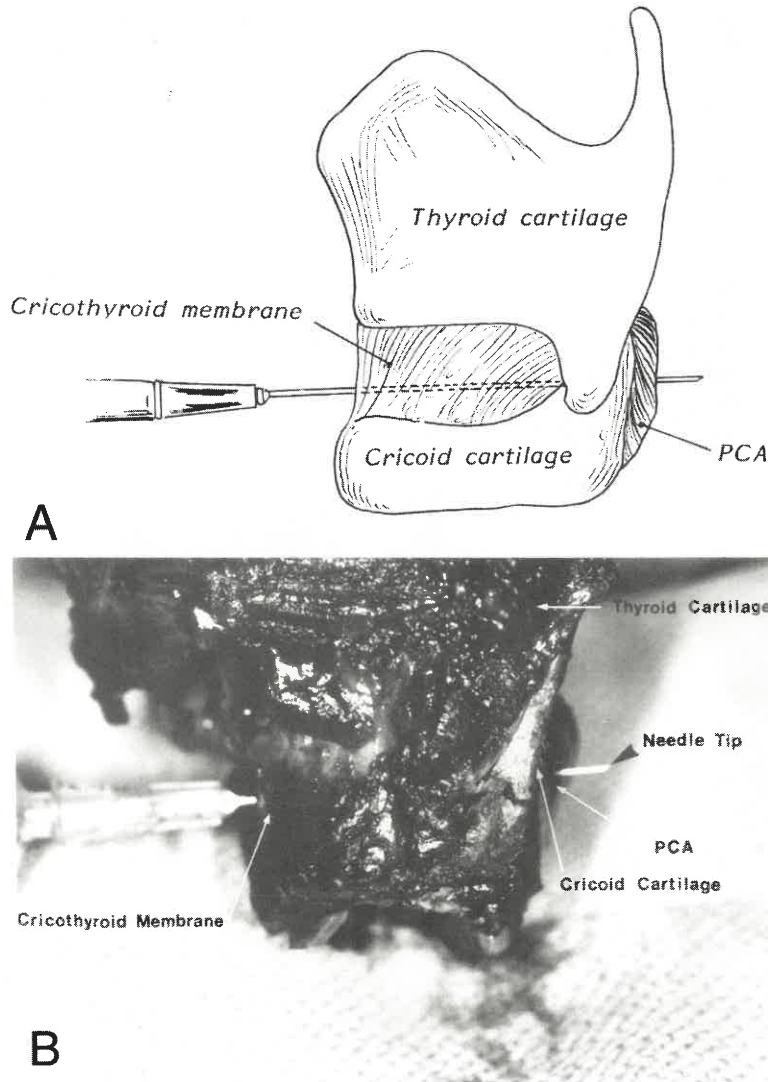 Thyroid cartilage
Cricothyroid membrane
PCA
Cricoid cartilage
A
Thyroid Cartilage
Needle Tip
PCA
Cricoid Cartilage
Cricothyroid Membrane
B